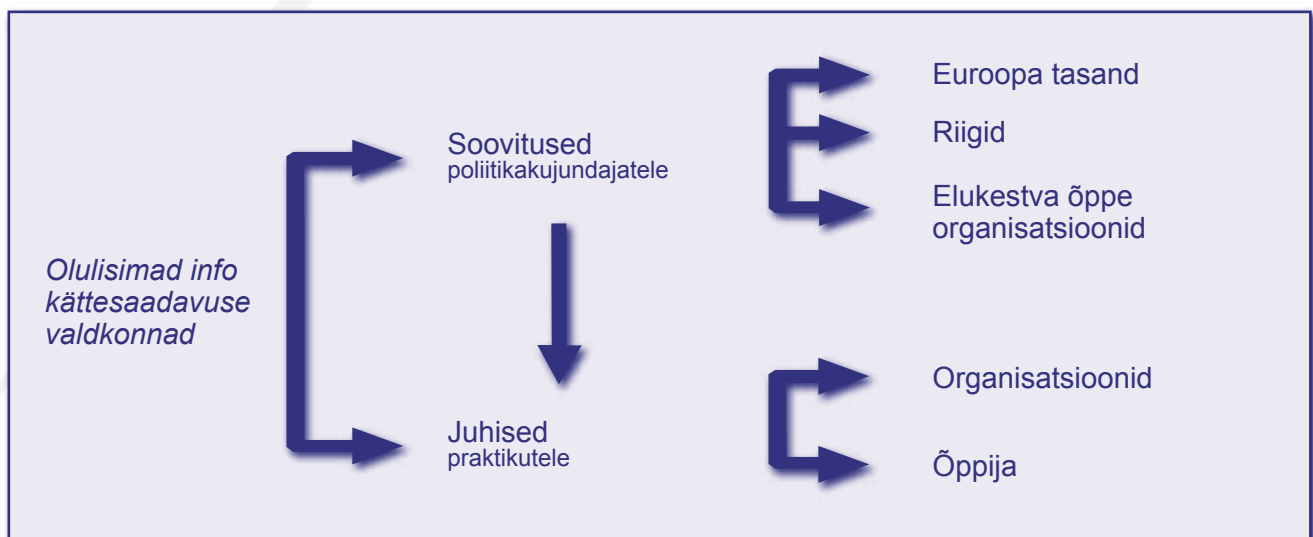 Olulisimad info
kättesaadavuse
valdkonnad
Soovitused
poliitikakujundajatele
Juhised
praktikutele
Euroopa tasand
Riigid
Elukestva õppe
organisatsioonid
Organisatsioonid
Õppija